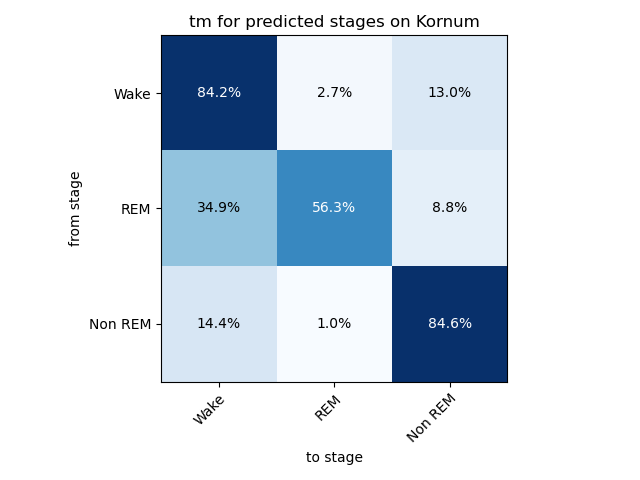 tm for predicted stages on Kornum
Wake 84.2% 2.7% 13.0%
from stage
REM 34.9% 56.3% 8.8%
Non REM 14.4% 1.0% 84.6%
Wake REM Non REM
to stage